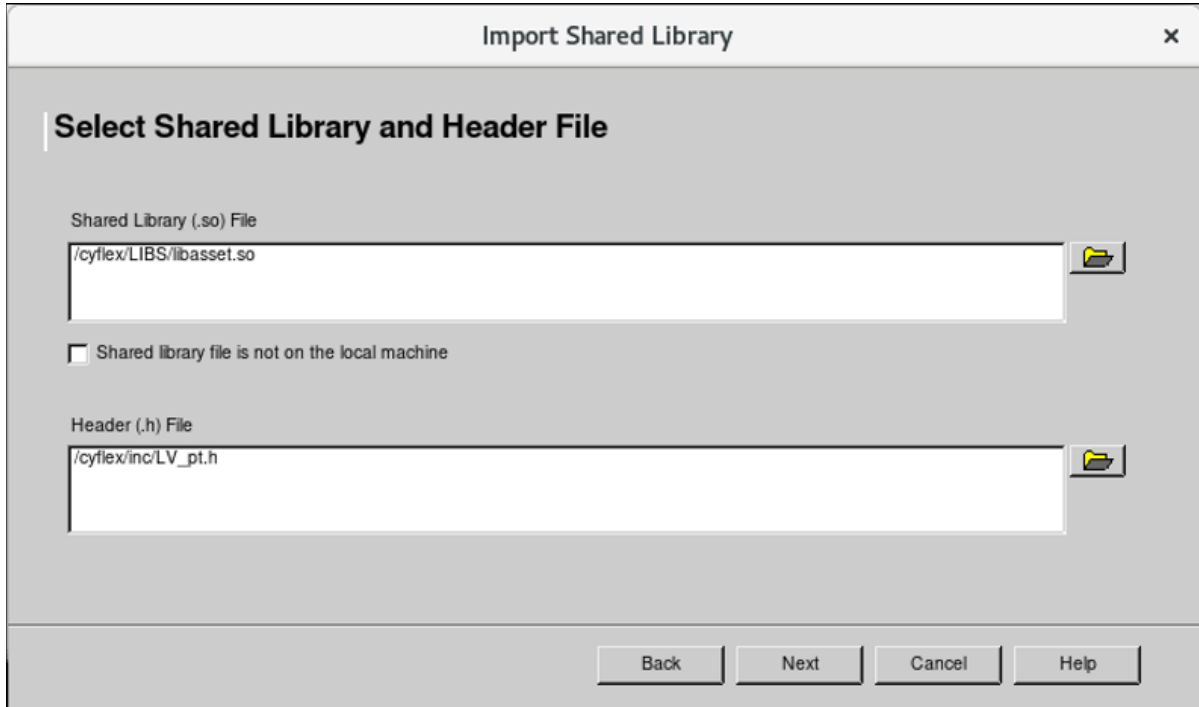 Import Shared Library
Select Shared Library and Header File
Shared Library (.so) File
/cyflex/LIBS/libasset.so
Shared library file is not on the local machine
Header (.h) File
/cyflex/inc/LV_pt.h
Back Next Cancel Help